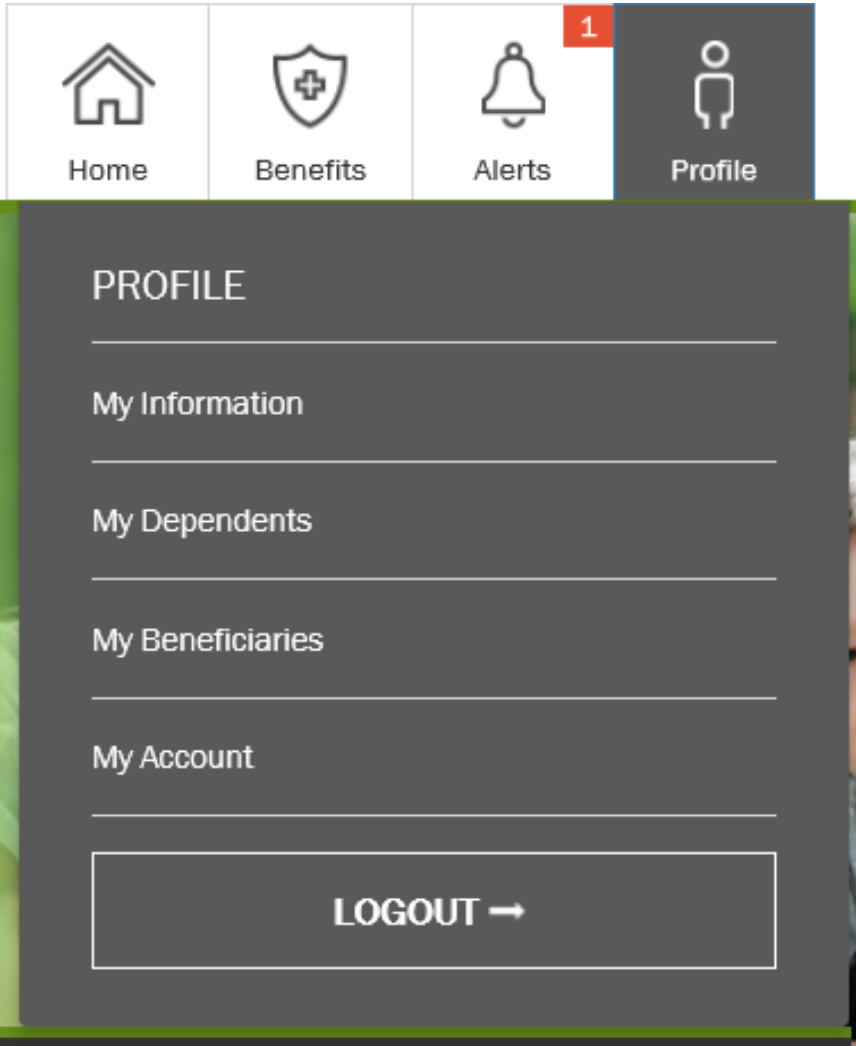 1
Home Benefits Alerts Profile
PROFILE
My Information
My Dependents
My Beneficiaries
My Account
LOGOUT ➞